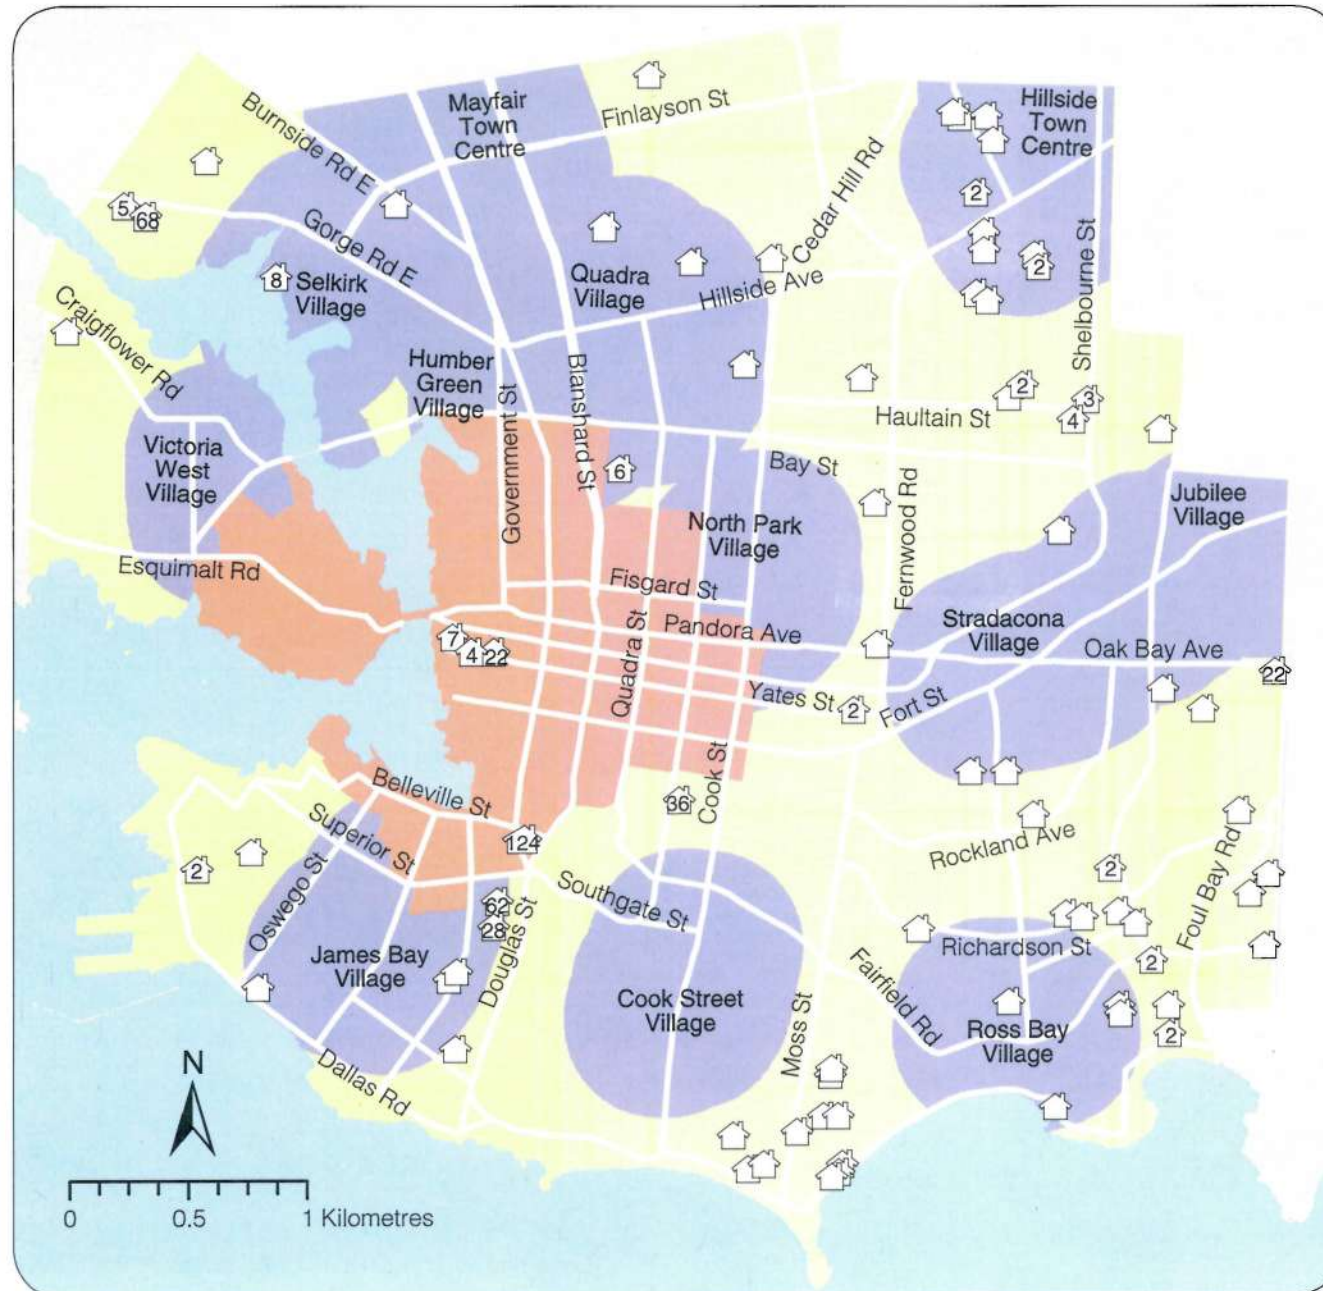 Mayfair
Town
Centre
Finlayson St
Hillside
Town
Centre
Burnside Rd E
Cedar Hill Rd
2
5
68
Gorge Rd E
8
Selkirk
Village
Quadra
Village
Hillside Ave
2
Shelbourne St
Craigflower Rd
Humber
Green
Village
Government St
Blanshard St
2
3
4
Haultain St
Victoria
West
Village
6
Bay St
Jubilee
Village
North Park
Village
Fernwood Rd
Esquimalt Rd
Fisgard St
Pandora Ave
Quadra St
Stradacona
Village
Oak Bay Ave
7
4
22
22
Yates St
2
Fort St
Belleville St
Cook St
36
Superior St
124
Rockland Ave
2
2
Foul Bay Rd
Oswego St
62
28
Southgate St
Douglas St
Richardson St
James Bay
Village
2
Fairfield Rd
Cook Street
Village
Moss St
Ross Bay
Village
2
N
Dallas Rd
0
0.5
1 Kilometres